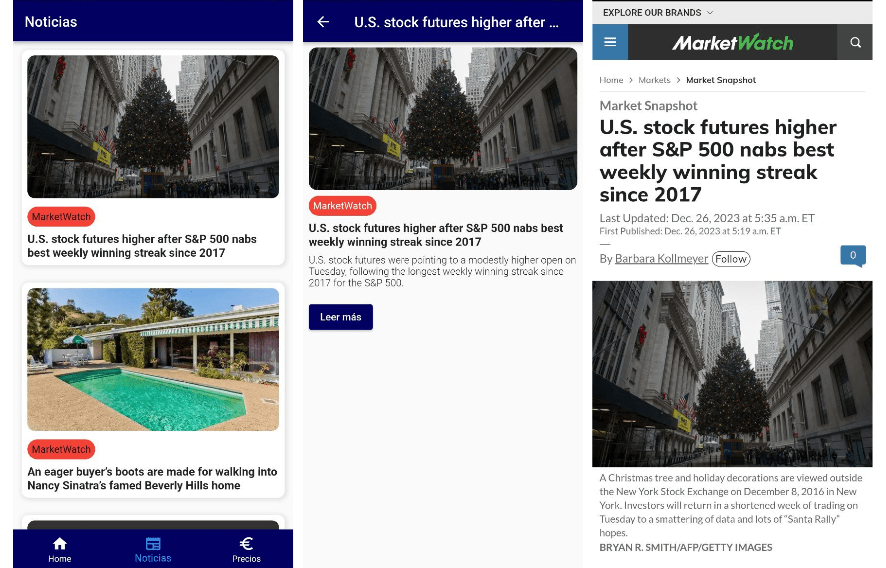 Noticias
MarketWatch
U.S. stock futures higher after S&P 500 nabs
best weekly winning streak since 2017
MarketWatch
An eager buyer's boots are made for walking into
Nancy Sinatra's famed Beverly Hills home
Home
Noticias
Precios
U.S. stock futures higher after ...
MarketWatch
U.S. stock futures higher after S&P 500 nabs best
weekly winning streak since 2017
U.S. stock futures were pointing to a modestly higher open on
Tuesday, following the longest weekly winning streak since
2017 for the S&P 500.
Leer más
EXPLORE OUR BRANDS
MarketWatch
Home > Markets > Market Snapshot
Market Snapshot
U.S. stock futures higher
after S&P 500 nabs best
weekly winning streak
since 2017
Last Updated: Dec. 26, 2023 at 5:35 a.m. ET
First Published: Dec. 26, 2023 at 5:19 a.m. ET
By Barbara Kollmeyer Follow
0
A Christmas tree and holiday decorations are viewed outside
the New York Stock Exchange on December 8, 2016 in New
York. Investors will return in a shortened week of trading on
Tuesday to a smattering of data and lots of "Santa Rally"
hopes.
BRYAN R. SMITH/AFP/GETTY IMAGES